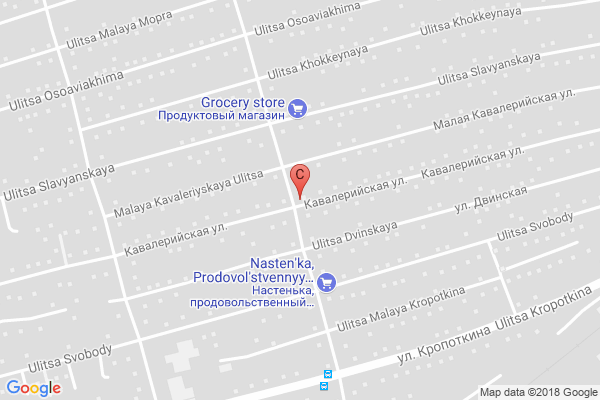 Ulitsa Malaya Mopra
Ulitsa Osoaviakhima
Ulitsa Khokkeynaya
Ulitsa Khokkeynaya
Ulitsa Slavyanskaya
Ulitsa Osoaviakhima
Grocery store
Продуктовый магазин
Малая Кавалерийская ул.
Ulitsa Slavyanskaya
Malaya Kavaleriyskaya Ulitsa
C
Кавалерийская ул.
Кавалерийская ул.
Кавалерийская ул.
ул. Двинская
Ulitsa Dvinskaya
Ulitsa Svobody
Nasten'ka,
Prodovol'stvennyy...
Настенька,
продовольственный...
Ulitsa Malaya Kropotkina
Ulitsa Svobody
ул. Кропоткина Ulitsa Kropotkina
Google
Map data ©2018 Google